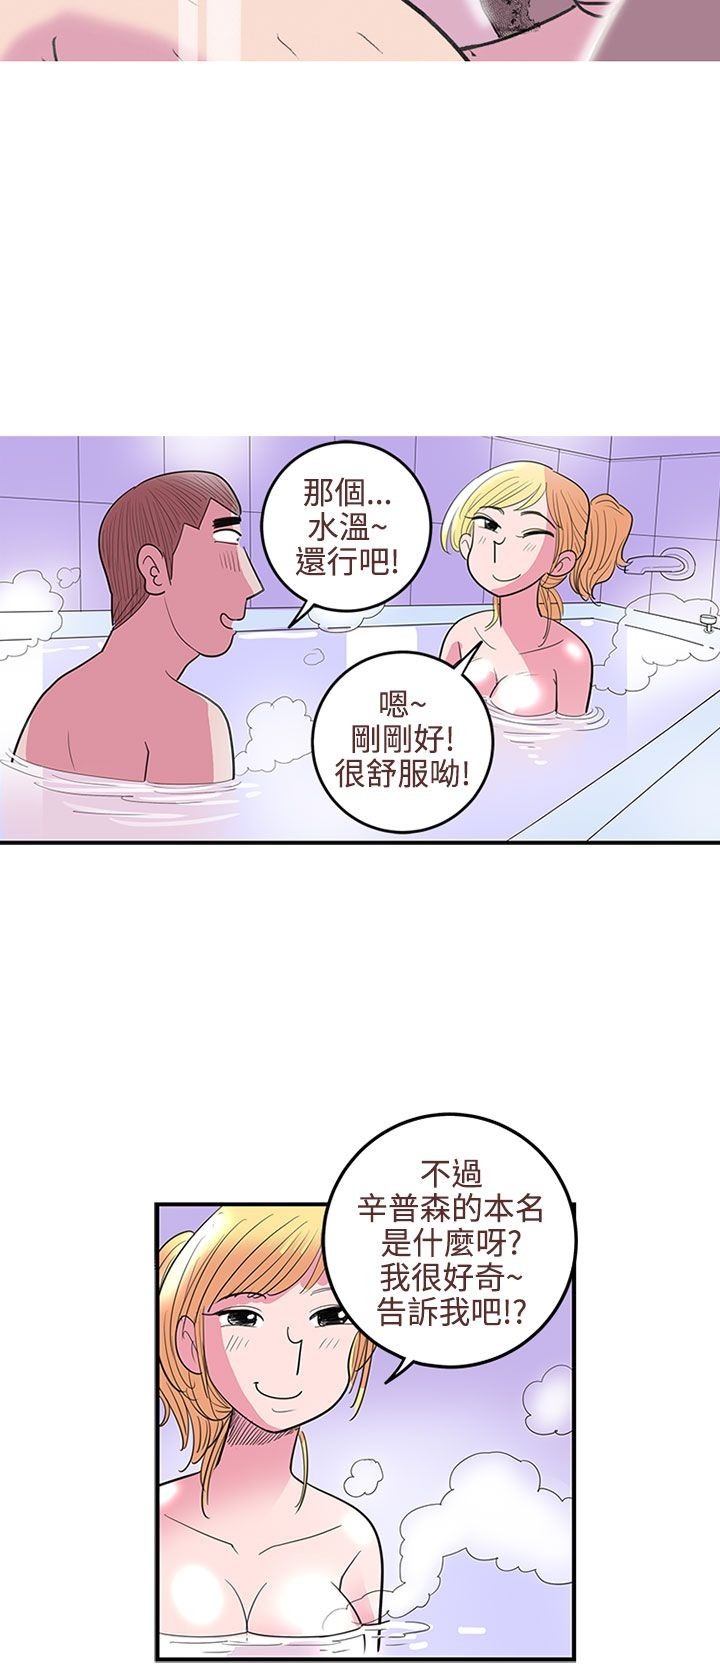 那個...
水溫~
還行吧!
嗯~
剛剛好!
很舒服呦!
不過
辛普森的本名
是什麼呀?
我很好奇~
告訴我吧!?